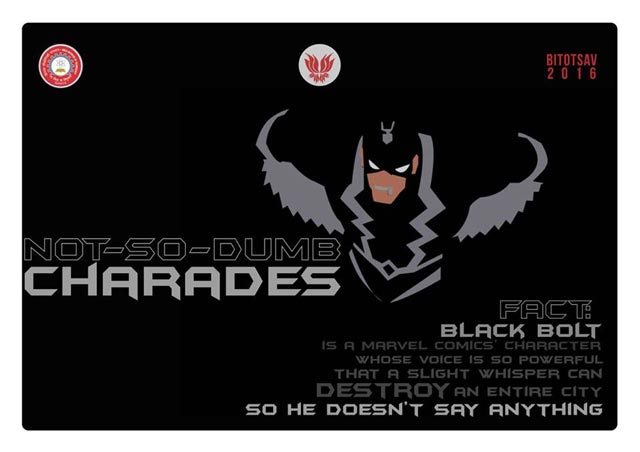 BITOTSAV
2016
NOT-SO-DUMB
CHARADES
FACT:
BLACK BOLT
IS A MARVEL COMICS' CHARACTER
WHOSE VOICE IS SO POWERFUL
THAT A SLIGHT WHISPER CAN
DESTROY AN ENTIRE CITY
SO HE DOESN'T SAY ANYTHING